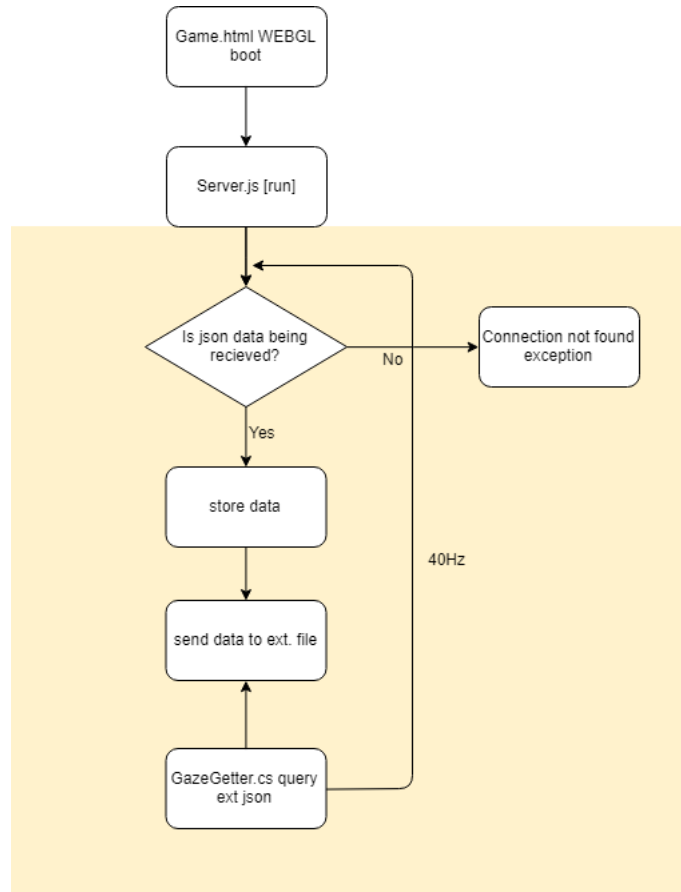 Game.html WEBGL
boot
Server.js [run]
Is json data being
recieved?
No
Connection not found
exception
Yes
store data
40Hz
send data to ext. file
GazeGetter.cs query
ext json